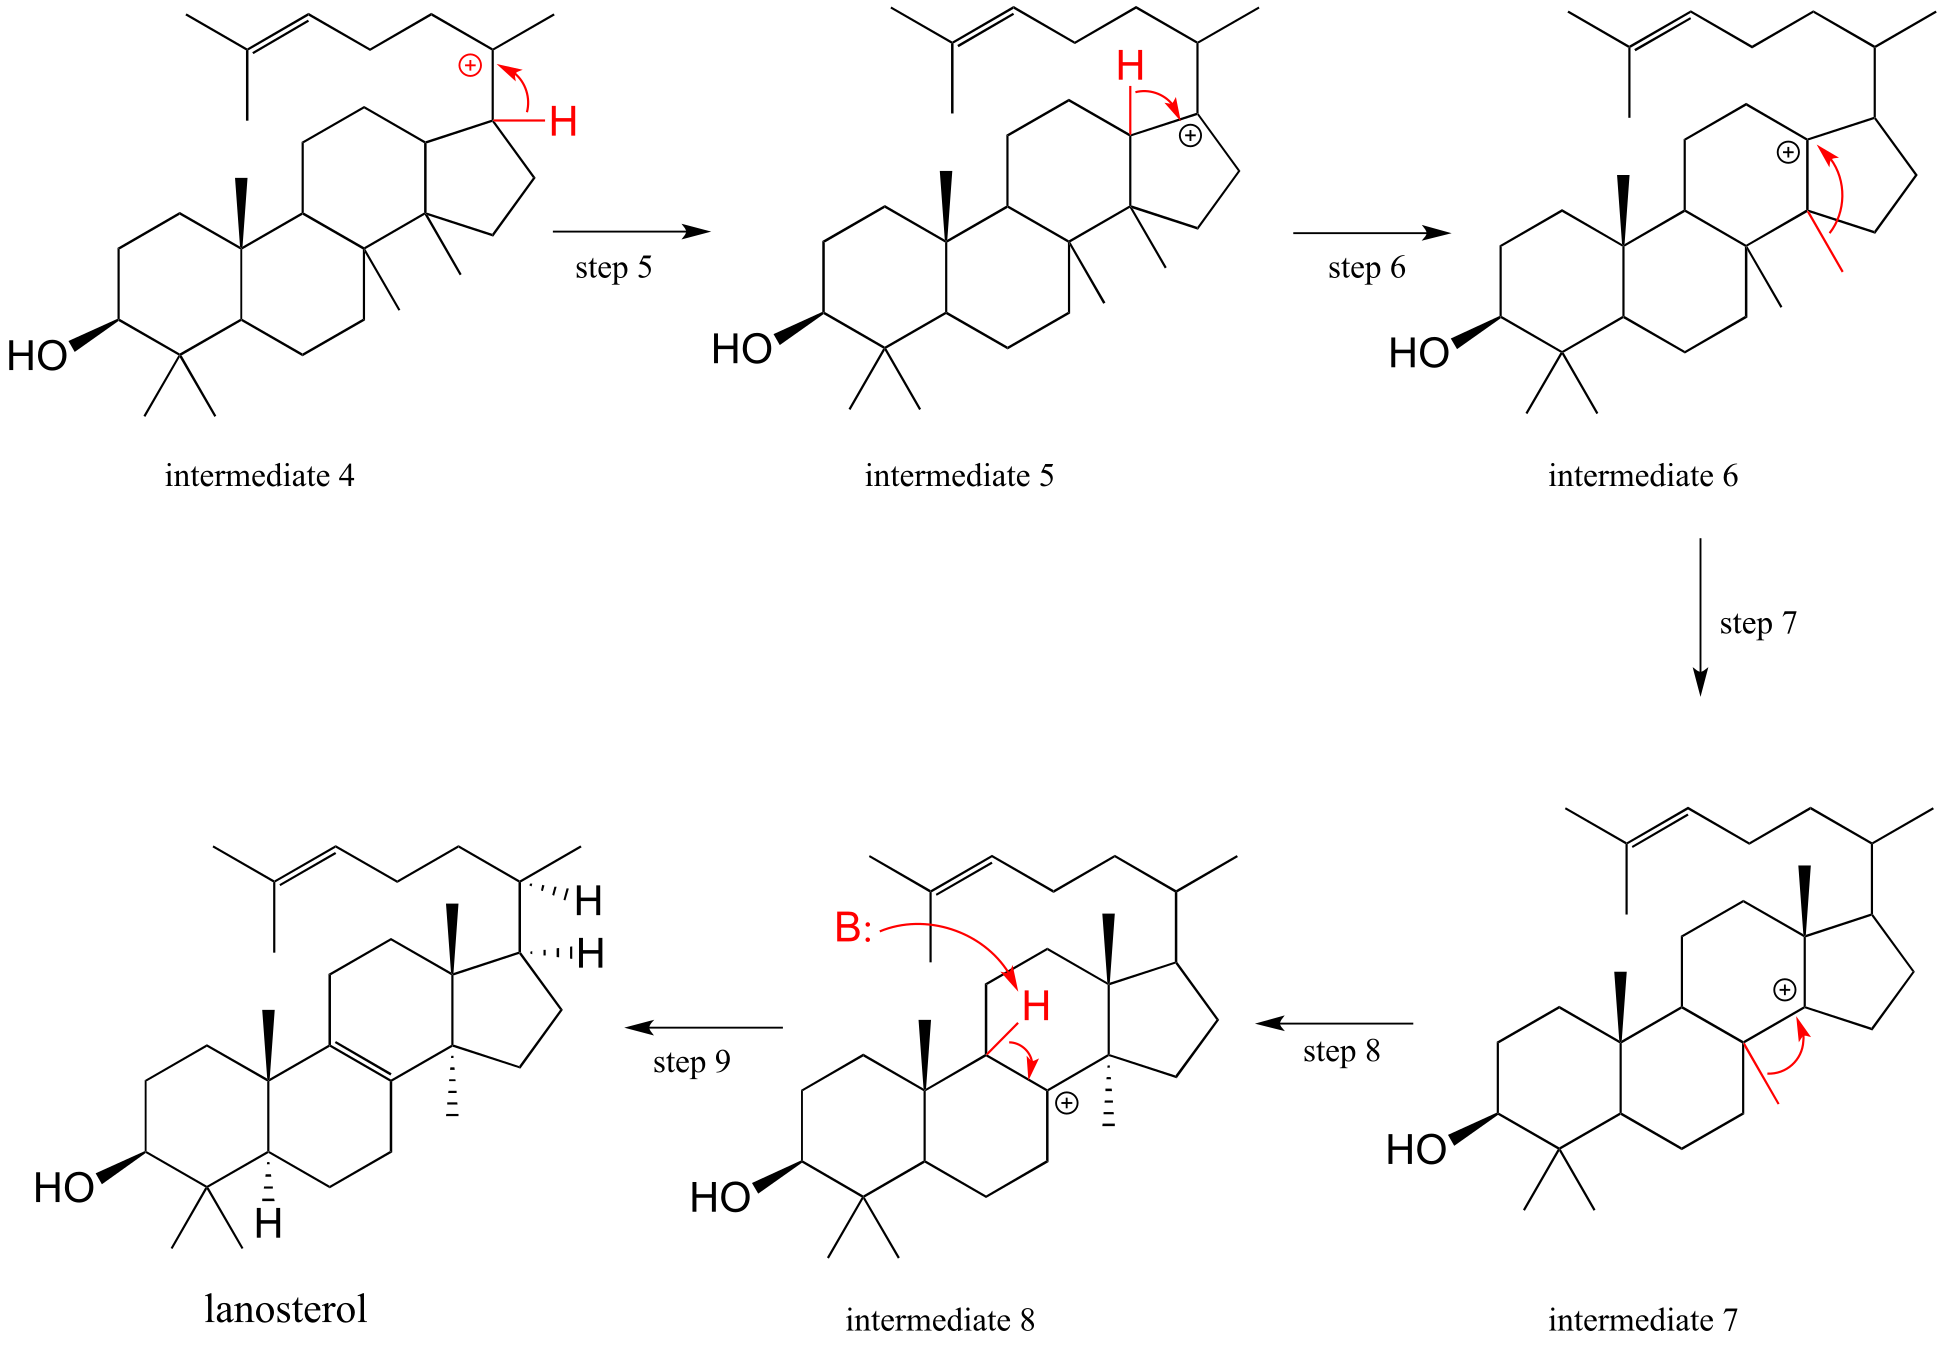 H
H
⊕
⊕
⊕
step 5
step 6
HO
HO
HO
intermediate 4
intermediate 5
intermediate 6
step 7
B:
H
H
H
⊕
step 9
step 8
⊕
HO
HO
HO
H
lanosterol
intermediate 8
intermediate 7